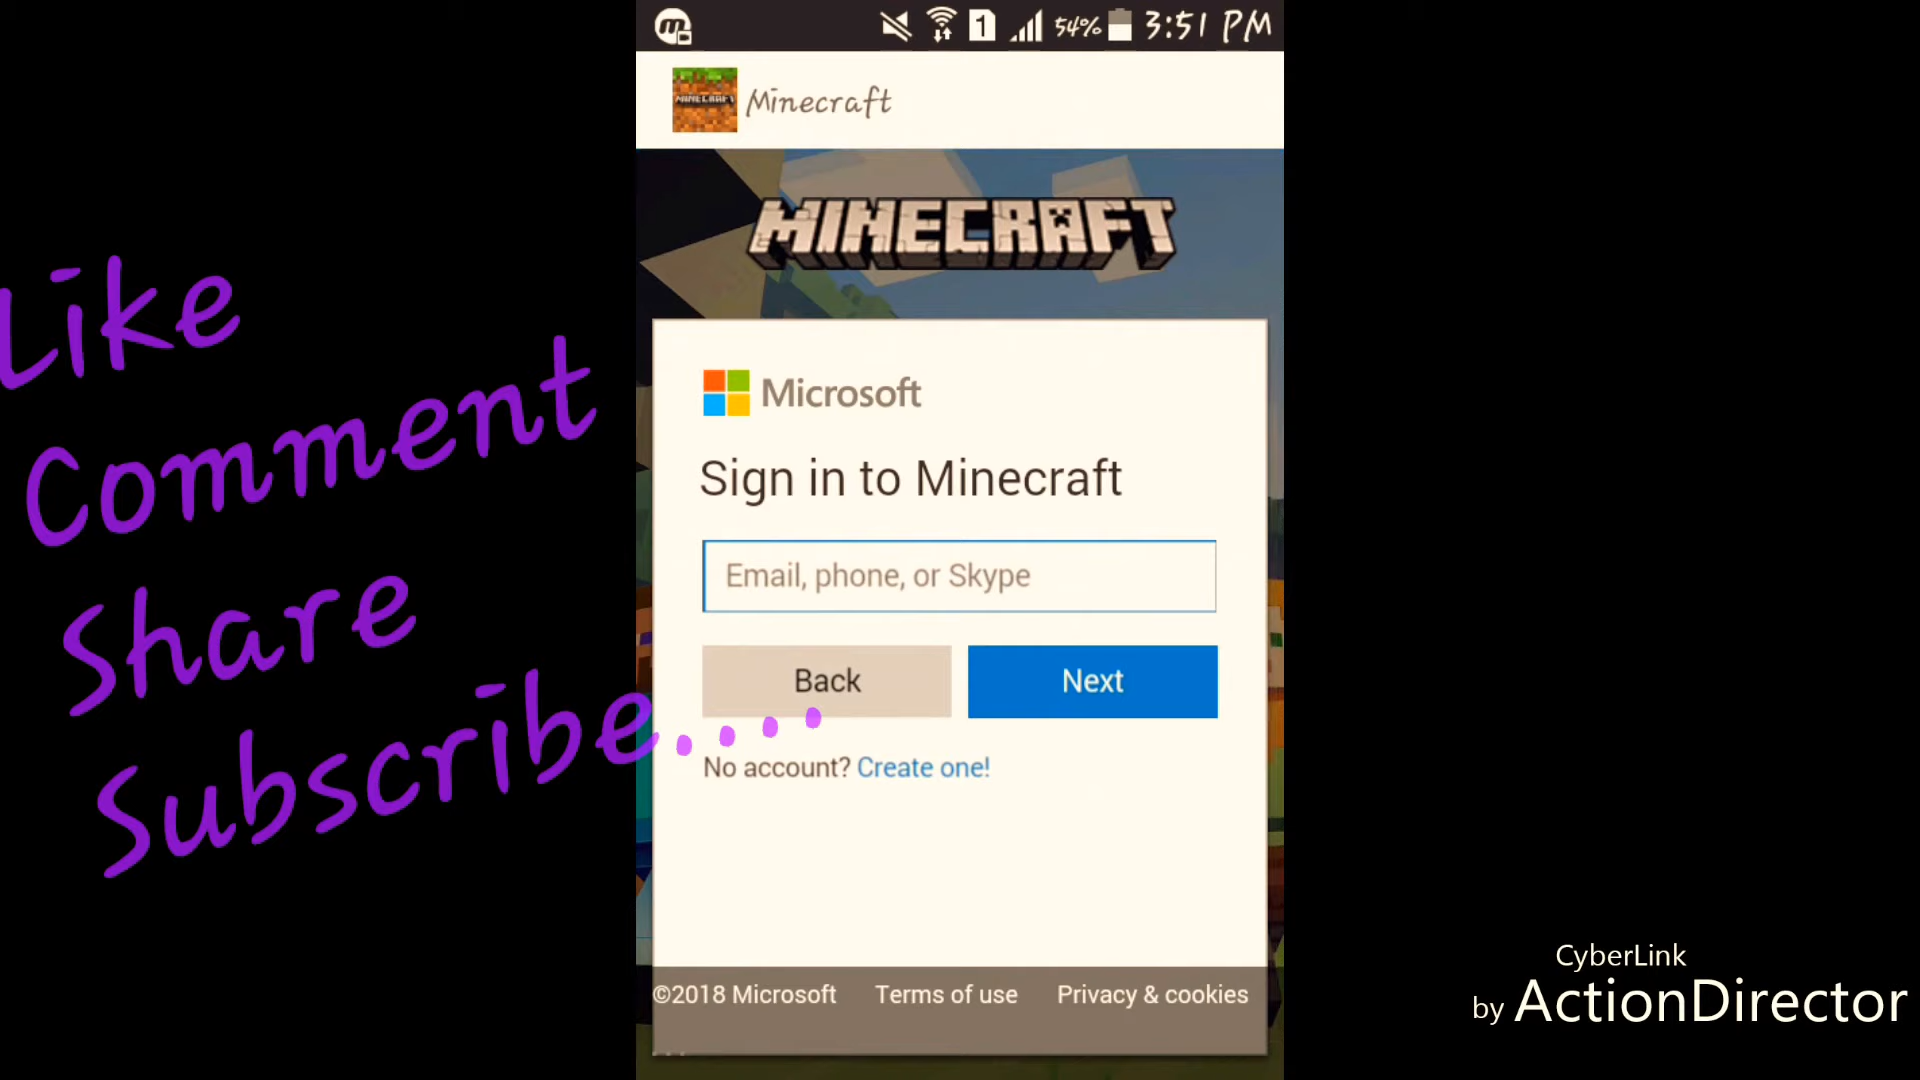 1 54% 3:51 PM
Minecraft
MINECRAFT
Microsoft
Sign in to Minecraft
Email, phone, or Skype
Back Next
No account? Create one!
©2018 Microsoft Terms of use Privacy & cookies
Like
Comment
Share
Subscribe....
CyberLink
by ActionDirector